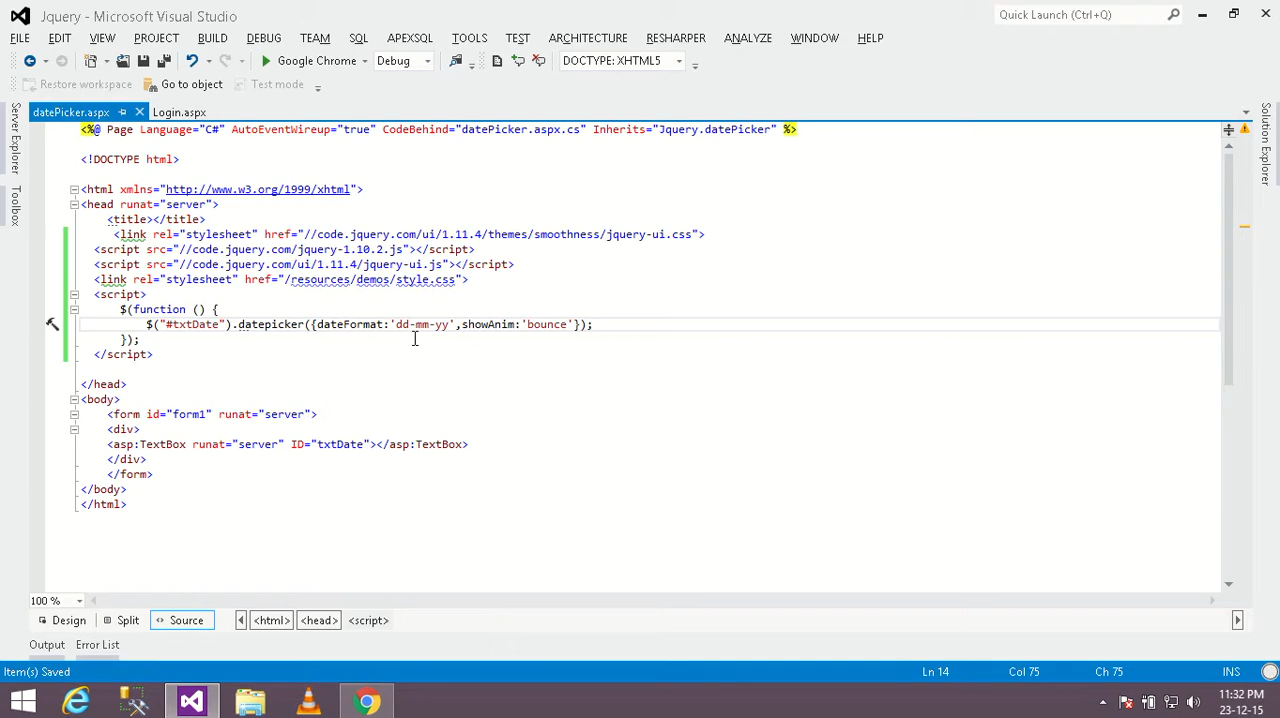 Jquery - Microsoft Visual Studio
Quick Launch (Ctrl+Q)
FILE EDIT VIEW PROJECT BUILD DEBUG TEAM SQL APEXSQL TOOLS TEST ARCHITECTURE RESHARPER ANALYZE WINDOW HELP
Google Chrome Debug DOCTYPE: XHTML5
Restore workspace Go to object Test mode
datePicker.aspx Login.aspx
Server Explorer
Toolbox
Solution Explorer
<%@ Page Language="C#" AutoEventWireup="true" CodeBehind="datePicker.aspx.cs" Inherits="Jquery.datePicker" %>
<!DOCTYPE html>
<html xmlns="http://www.w3.org/1999/xhtml">
<head runat="server">
<title></title>
<link rel="stylesheet" href="//code.jquery.com/ui/1.11.4/themes/smoothness/jquery-ui.css">
<script src="//code.jquery.com/jquery-1.10.2.js"></script>
<script src="//code.jquery.com/ui/1.11.4/jquery-ui.js"></script>
<link rel="stylesheet" href="/resources/demos/style.css">
<script>
$(function () {
$("#txtDate").datepicker({dateFormat:'dd-mm-yy',showAnim:'bounce'});
});
</script>
</head>
<body>
<form id="form1" runat="server">
<div>
<asp:TextBox runat="server" ID="txtDate"></asp:TextBox>
</div>
</form>
</body>
</html>
100 %
Design Split Source <html> <head> <script>
Output Error List
Item(s) Saved Ln 14 Col 75 Ch 75 INS
11:32 PM
23-12-15